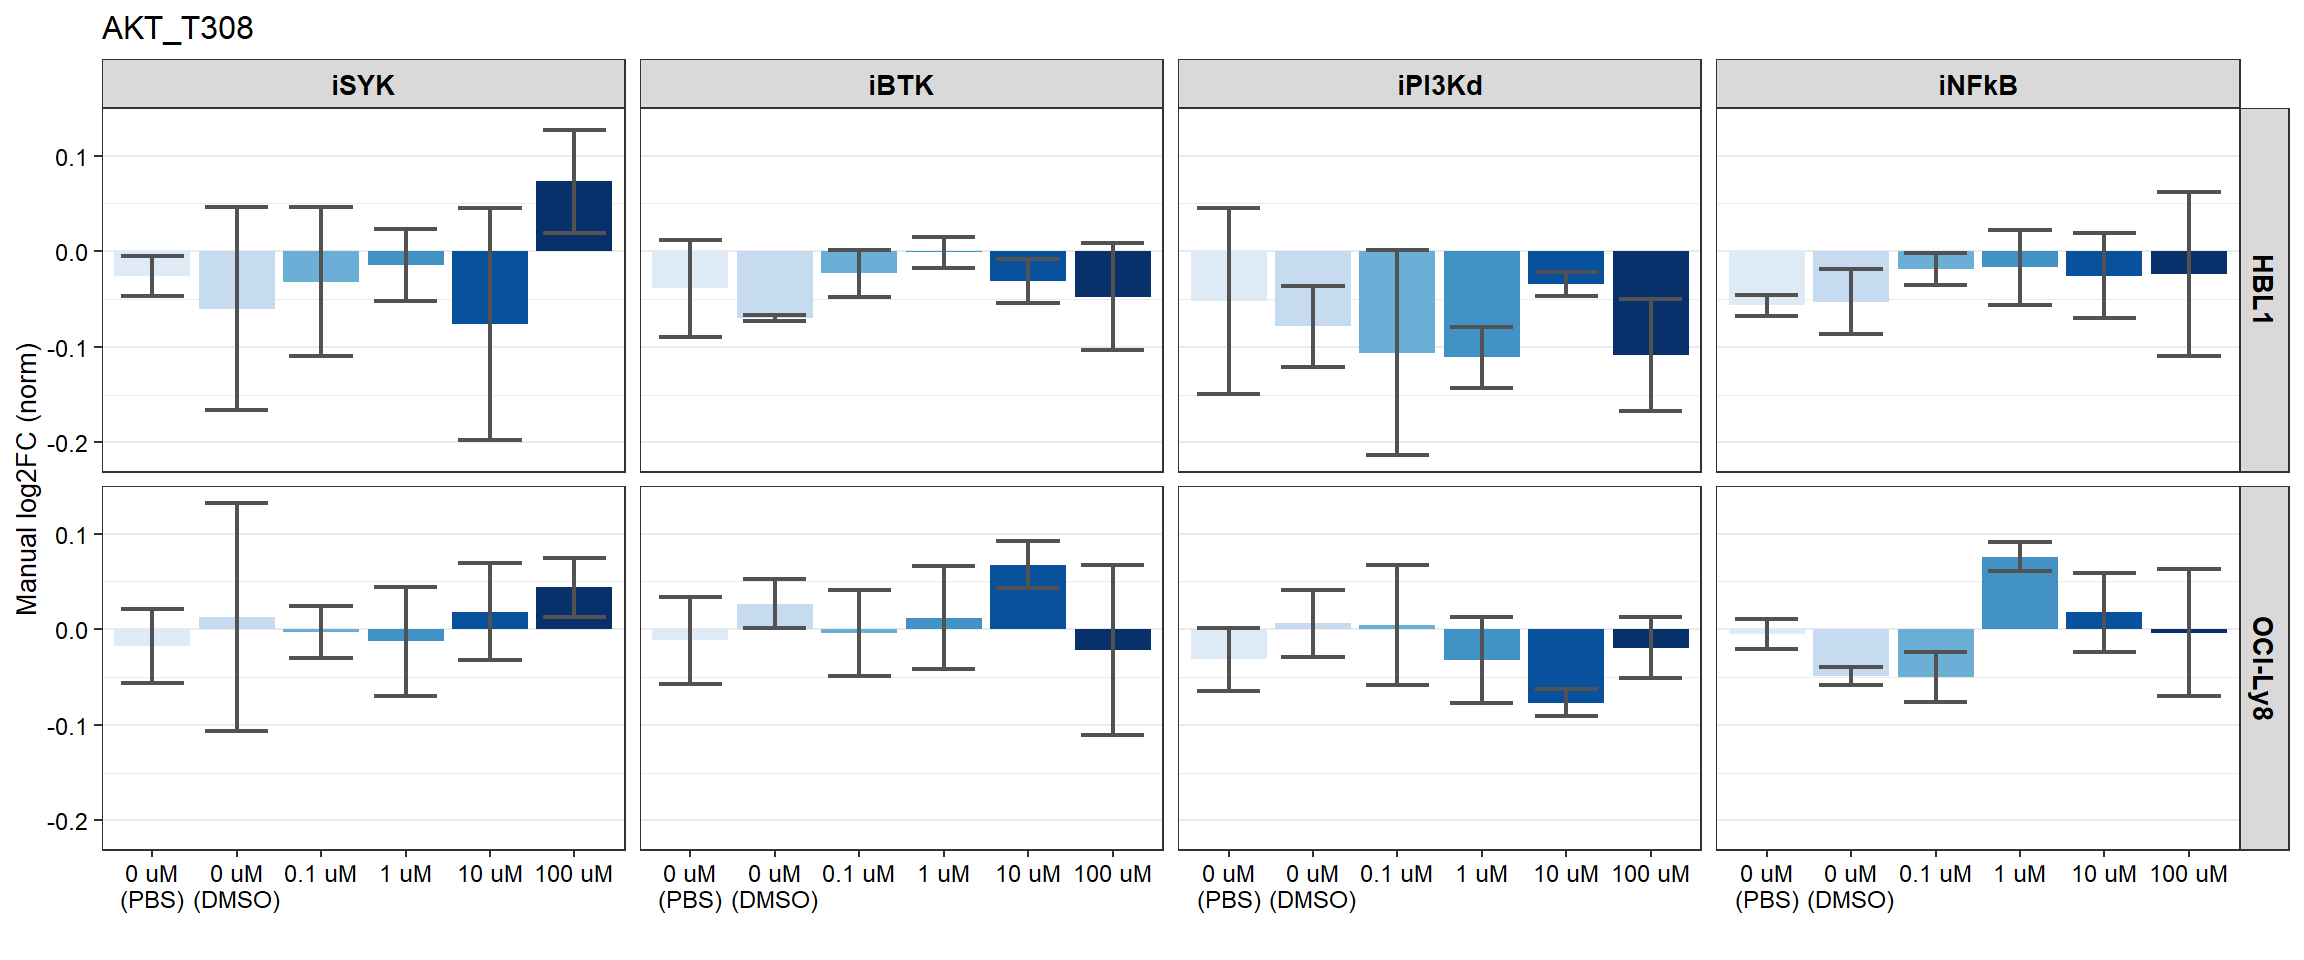 AKT_T308
iSYK
iBTK
iPI3Kd
iNFkB
Manual log2FC (norm)
0.1
0.0
-0.1
-0.2
HBL1
0.1
0.0
-0.1
-0.2
OCI-Ly8
0 uM 0 uM 0.1 uM 1 uM 10 uM 100 uM
(PBS) (DMSO)
0 uM 0 uM 0.1 uM 1 uM 10 uM 100 uM
(PBS) (DMSO)
0 uM 0 uM 0.1 uM 1 uM 10 uM 100 uM
(PBS) (DMSO)
0 uM 0 uM 0.1 uM 1 uM 10 uM 100 uM
(PBS) (DMSO)